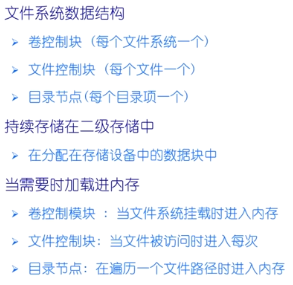 文件系统数据结构
卷控制块 (每个文件系统一个)
文件控制块 (每个文件一个)
目录节点(每个目录项一个)
持续存储在二级存储中
在分配在存储设备中的数据块中
当需要时加载进内存
卷控制模块 : 当文件系统挂载时进入内存
文件控制块: 当文件被访问时进入每次
目录节点: 在遍历一个文件路径时进入内存